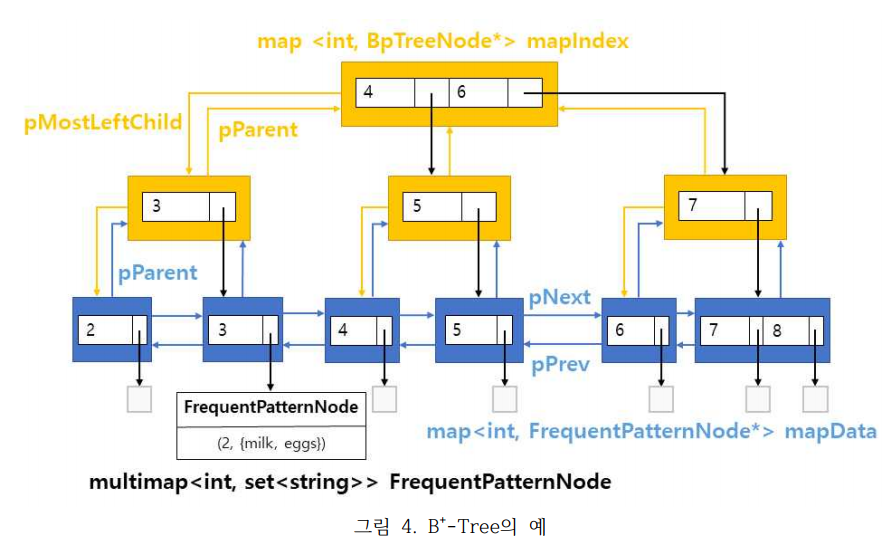 map <int, BpTreeNode*> mapIndex
4 6
pMostLeftChild
pParent
3
5
7
pParent
pNext
2
3
4
5
6
7 8
pPrev
FrequentPatternNode
(2, {milk, eggs})
map<int, FrequentPatternNode*> mapData
multimap<int, set<string>> FrequentPatternNode
그림 4. B⁺-Tree의 예